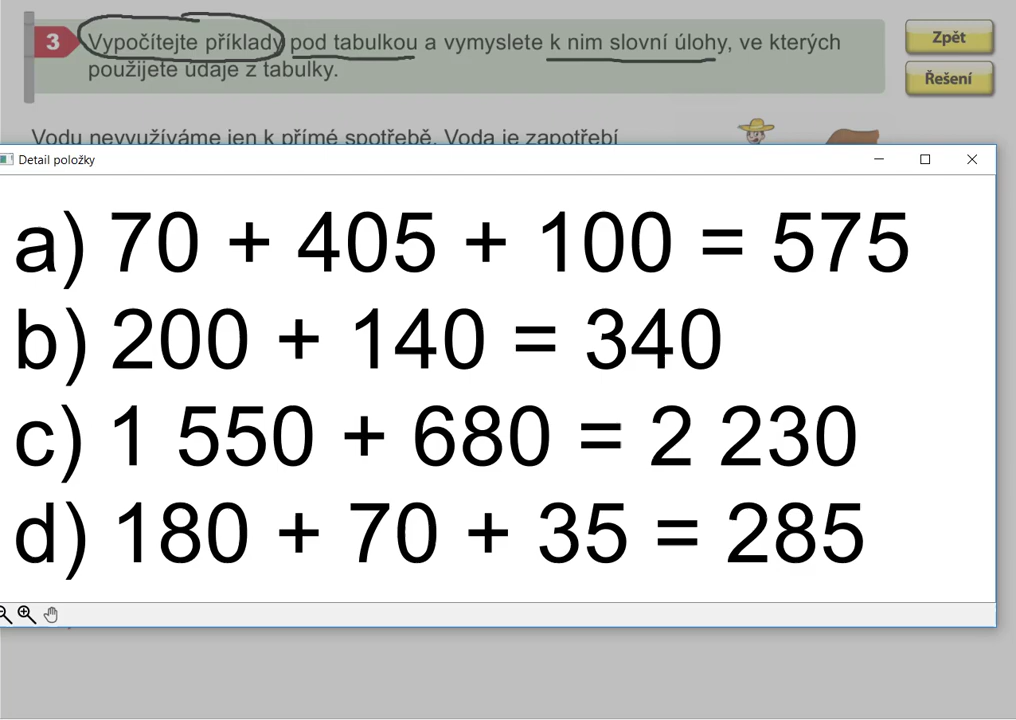 3 Vypočítejte příklady pod tabulkou a vymyslete k nim slovní úlohy, ve kterých
použijete údaje z tabulky.
Zpět
Řešení
Vodu nevyužíváme jen k přímé spotřebě. Voda je zapotřebí
Detail položky
a) 70 + 405 + 100 = 575
b) 200 + 140 = 340
c) 1 550 + 680 = 2 230
d) 180 + 70 + 35 = 285